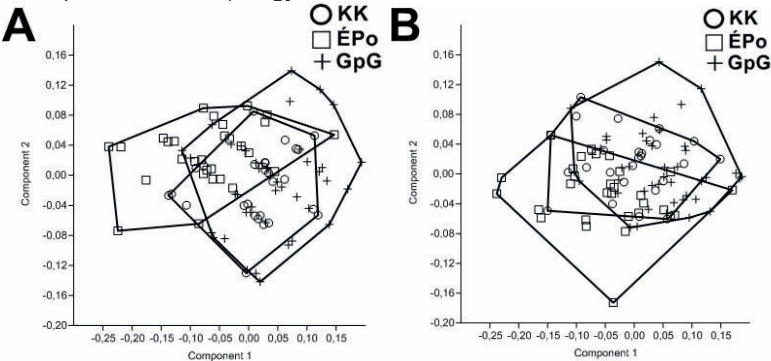 A
KK
ÉPo
GpG
0,16
0,12
0,08
0,04
0,00
-0,04
-0,08
-0,12
-0,16
-0,20
Component 2
-0,25 -0,20 -0,15 -0,10 -0,05 0,00 0,05 0,10 0,15
Component 1
B
KK
ÉPo
GpG
0,16
0,12
0,08
0,04
0,00
-0,04
-0,08
-0,12
-0,16
-0,20
Component 2
-0,25 -0,20 -0,15 -0,10 -0,05 0,00 0,05 0,10 0,15
Component 1